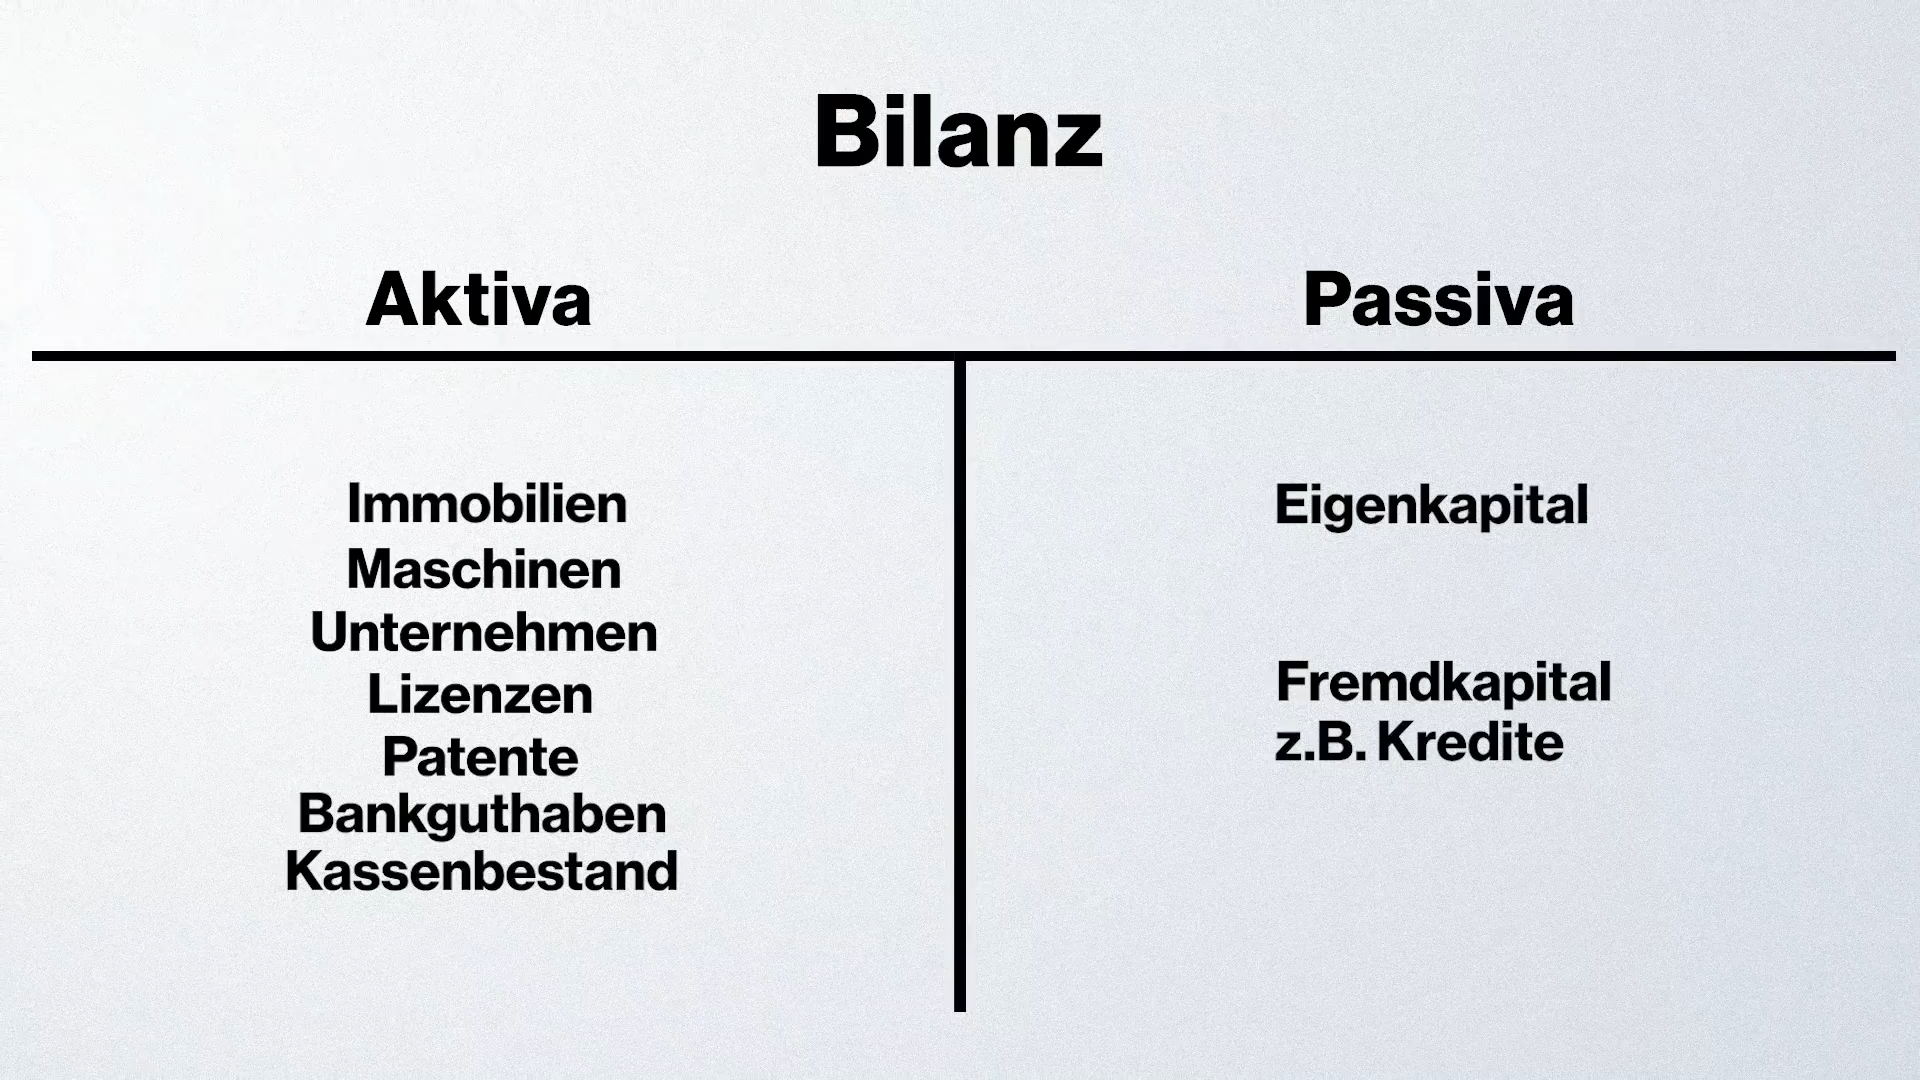 Bilanz
Aktiva
Passiva
Immobilien
Maschinen
Unternehmen
Lizenzen
Patente
Bankguthaben
Kassenbestand
Eigenkapital
Fremdkapital
z.B. Kredite